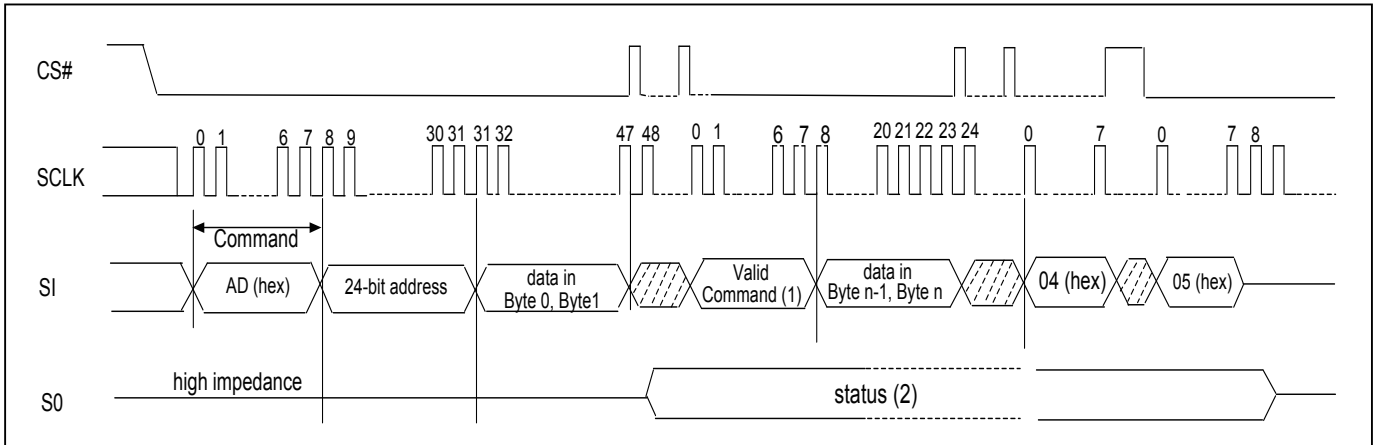 CS#
0 1 6 7 8 9 30 31 31 32 47 48 0 1 6 7 8 20 21 22 23 24 0 7 0 7 8
SCLK
Command
SI
AD (hex) 24-bit address data in Byte 0, Byte1 Valid Command (1) data in Byte n-1, Byte n 04 (hex) 05 (hex)
high impedance
S0
status (2)